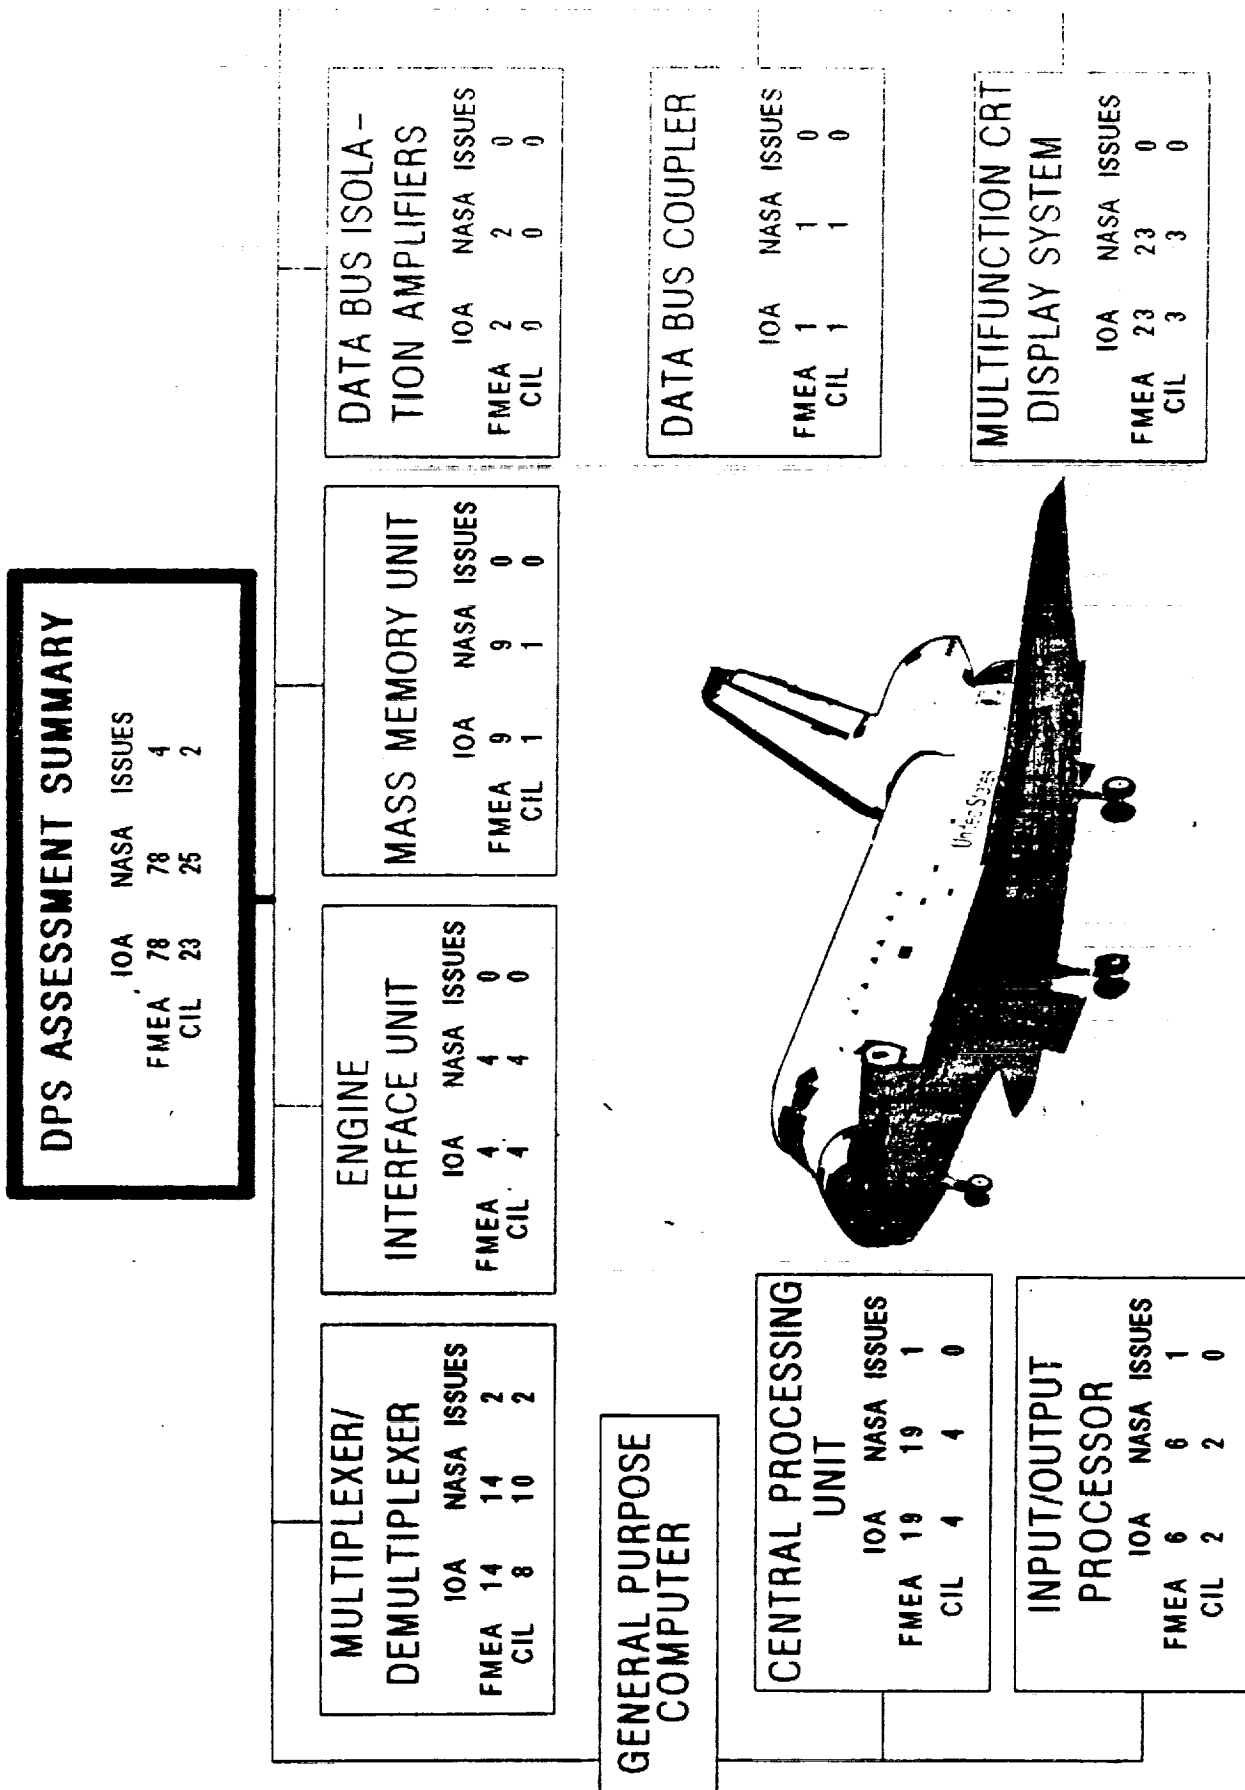 DPS ASSESSMENT SUMMARY
IOA NASA ISSUES
FMEA 78 78 4
CIL 23 25 2
MULTIPLEXER/
DEMULTIPLEXER
IOA NASA ISSUES
FMEA 14 14 2
CIL 8 10 2
ENGINE
INTERFACE UNIT
IOA NASA ISSUES
FMEA 4 4 0
CIL 4 4 0
MASS MEMORY UNIT
IOA NASA ISSUES
FMEA 9 9 0
CIL 1 1 0
DATA BUS ISOLA-
TION AMPLIFIERS
IOA NASA ISSUES
FMEA 2 2 0
CIL 0 0 0
GENERAL PURPOSE
COMPUTER
CENTRAL PROCESSING
UNIT
IOA NASA ISSUES
FMEA 19 19 1
CIL 4 4 0
INPUT/OUTPUT
PROCESSOR
IOA NASA ISSUES
FMEA 6 6 1
CIL 2 2 0
United States
DATA BUS COUPLER
IOA NASA ISSUES
FMEA 1 1 0
CIL 1 1 0
MULTIFUNCTION CRT
DISPLAY SYSTEM
IOA NASA ISSUES
FMEA 23 23 0
CIL 3 3 0